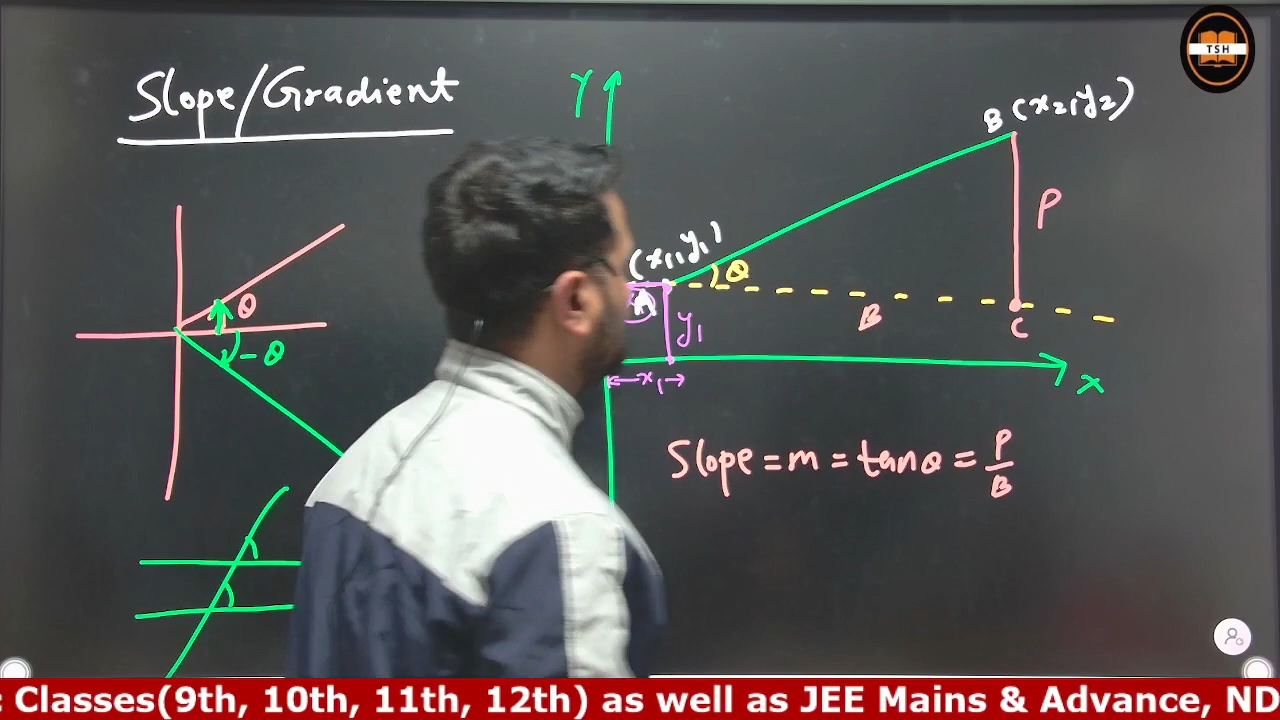 TSH
Slope/Gradient
Y
B (x2, y2)
P
(x1, y1)
θ
A
B
C
y1
x1
x
θ
-θ
Slope = m = tanθ = P/B
Classes(9th, 10th, 11th, 12th) as well as JEE Mains & Advance, ND